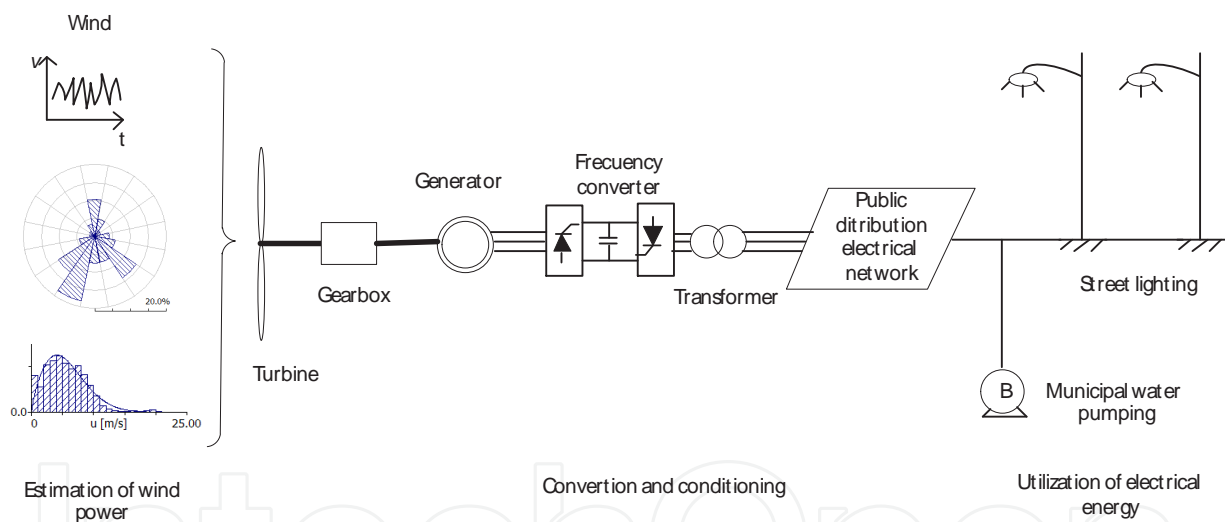 Wind
v
t
20.0%
0.0
0
u [m/s]
25.00
Estimation of wind
power
Turbine
Gearbox
Generator
Frecuency
converter
Transformer
Public
ditribution
electrical
network
Convertion and conditioning
Street lighting
B
Municipal water
pumping
Utilization of electrical
energy
IntechOpen